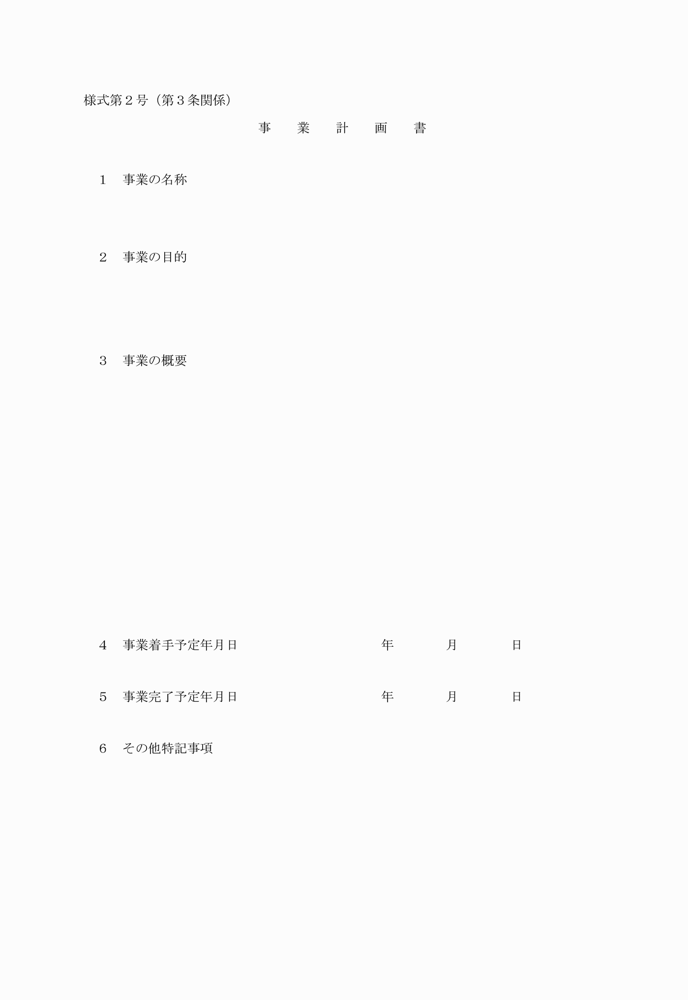 様式第２号（第３条関係）
事　　業　　計　　画　　書
１　事業の名称
２　事業の目的
３　事業の概要
４　事業着手予定年月日　　　　　　　　　　　年　　　　月　　　　日
５　事業完了予定年月日　　　　　　　　　　　年　　　　月　　　　日
６　その他特記事項